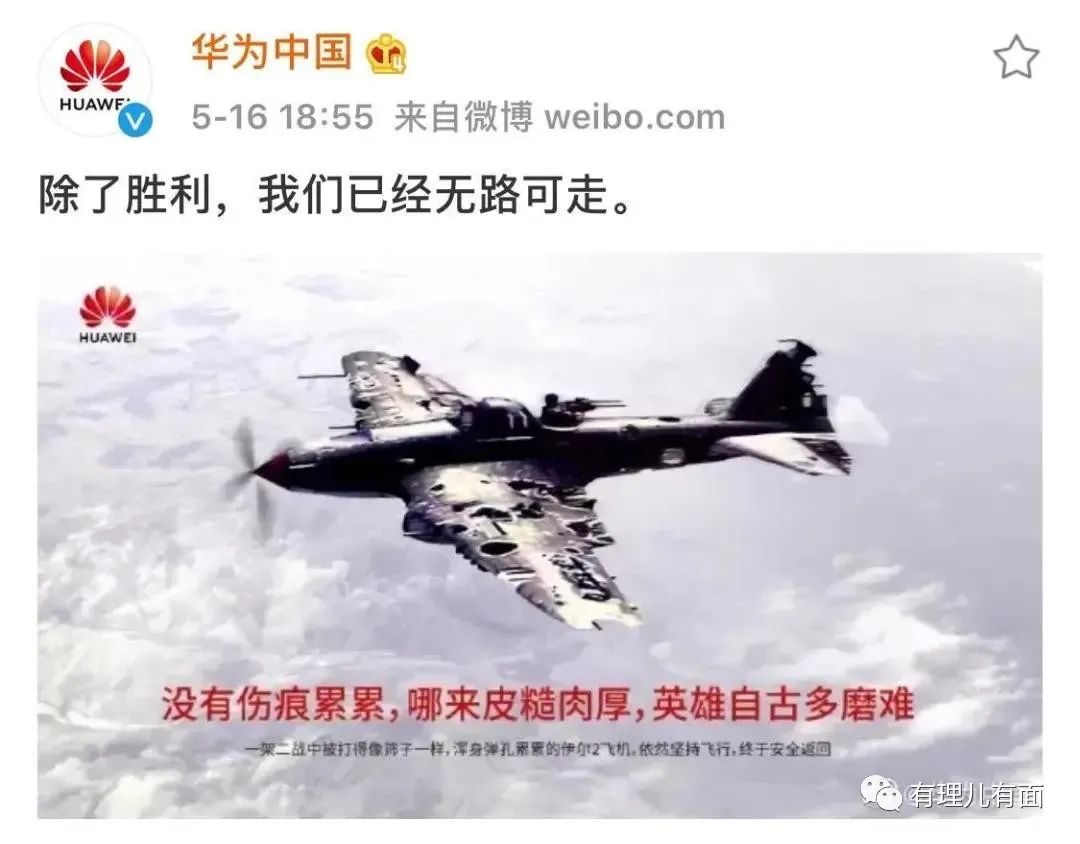 华为中国
HUAWEI
5-16 18:55 来自微博 weibo.com
除了胜利，我们已经无路可走。
HUAWEI
没有伤痕累累，哪来皮糙肉厚，英雄自古多磨难
一架二战中被打得像筛子一样，浑身弹孔累累的伊尔2飞机，依然坚持飞行，终于安全返回
有理儿有面